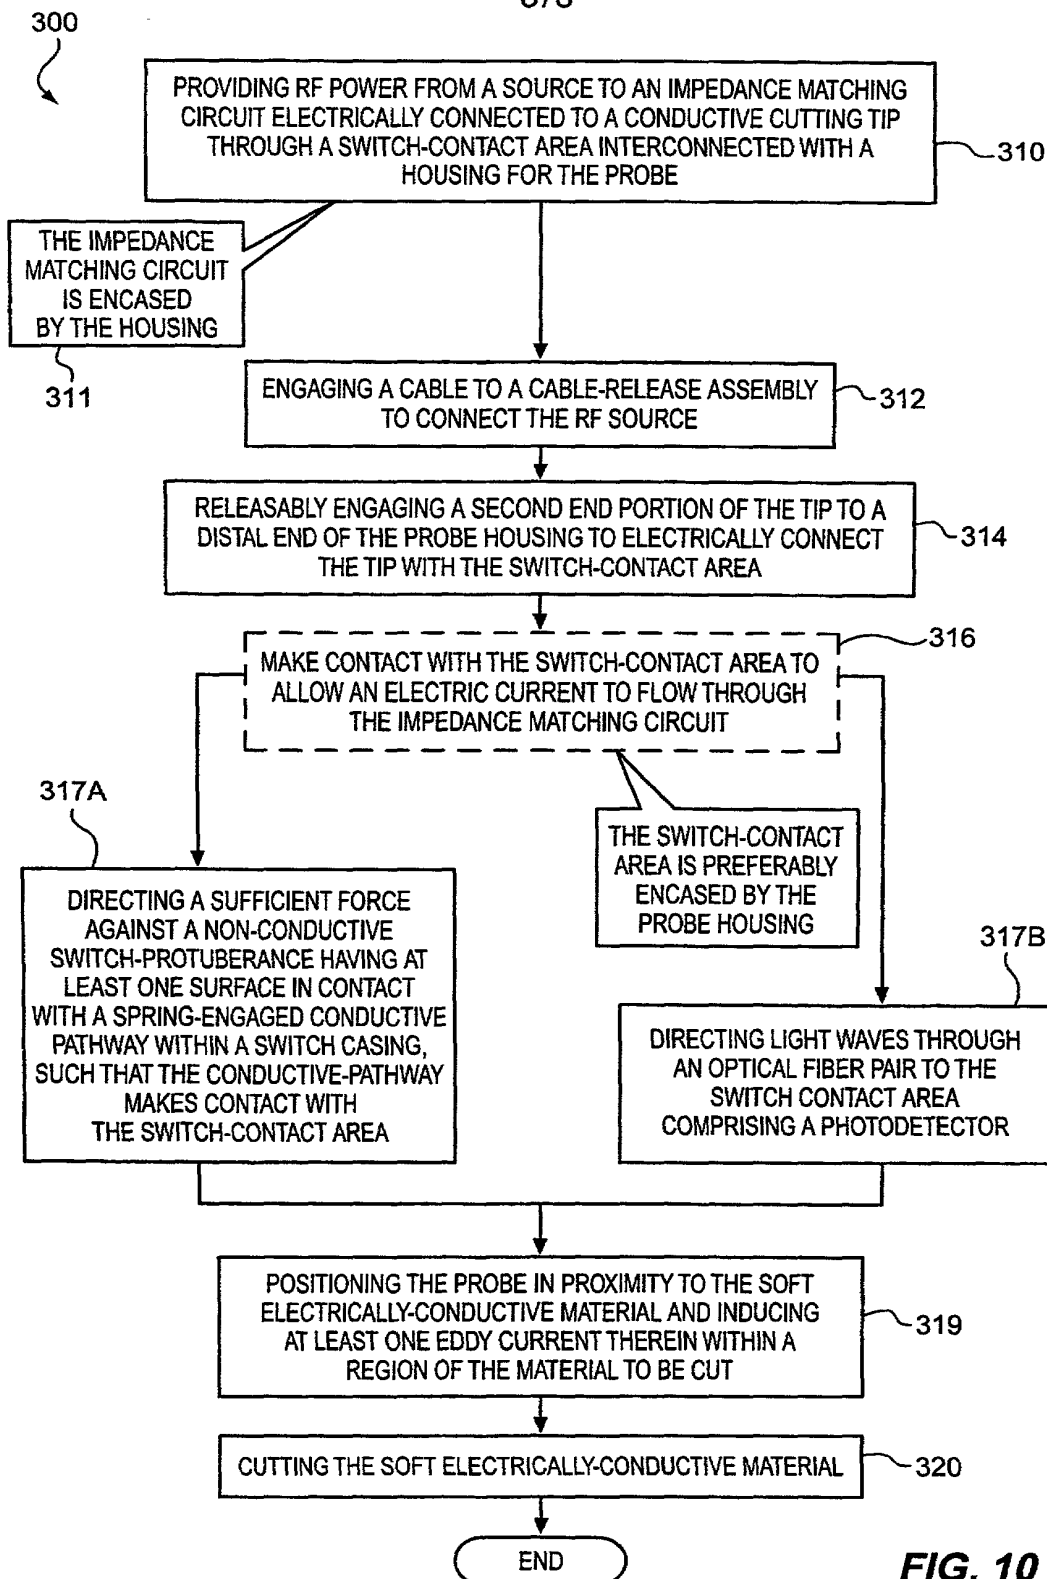 300
PROVIDING RF POWER FROM A SOURCE TO AN IMPEDANCE MATCHING
CIRCUIT ELECTRICALLY CONNECTED TO A CONDUCTIVE CUTTING TIP
THROUGH A SWITCH-CONTACT AREA INTERCONNECTED WITH A
HOUSING FOR THE PROBE
310
THE IMPEDANCE
MATCHING CIRCUIT
IS ENCASED
BY THE HOUSING
311
ENGAGING A CABLE TO A CABLE-RELEASE ASSEMBLY
TO CONNECT THE RF SOURCE
312
RELEASABLY ENGAGING A SECOND END PORTION OF THE TIP TO A
DISTAL END OF THE PROBE HOUSING TO ELECTRICALLY CONNECT
THE TIP WITH THE SWITCH-CONTACT AREA
314
MAKE CONTACT WITH THE SWITCH-CONTACT AREA TO
ALLOW AN ELECTRIC CURRENT TO FLOW THROUGH
THE IMPEDANCE MATCHING CIRCUIT
316
THE SWITCH-CONTACT
AREA IS PREFERABLY
ENCASED BY THE
PROBE HOUSING
317A
DIRECTING A SUFFICIENT FORCE
AGAINST A NON-CONDUCTIVE
SWITCH-PROTUBERANCE HAVING AT
LEAST ONE SURFACE IN CONTACT
WITH A SPRING-ENGAGED CONDUCTIVE
PATHWAY WITHIN A SWITCH CASING,
SUCH THAT THE CONDUCTIVE-PATHWAY
MAKES CONTACT WITH
THE SWITCH-CONTACT AREA
317B
DIRECTING LIGHT WAVES THROUGH
AN OPTICAL FIBER PAIR TO THE
SWITCH CONTACT AREA
COMPRISING A PHOTODETECTOR
POSITIONING THE PROBE IN PROXIMITY TO THE SOFT
ELECTRICALLY-CONDUCTIVE MATERIAL AND INDUCING
AT LEAST ONE EDDY CURRENT THEREIN WITHIN A
REGION OF THE MATERIAL TO BE CUT
319
CUTTING THE SOFT ELECTRICALLY-CONDUCTIVE MATERIAL
320
END
FIG. 10